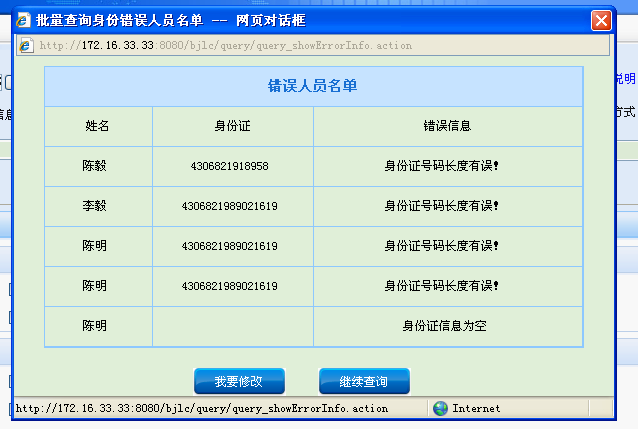 批量查询身份错误人员名单 -- 网页对话框
http://172.16.33.33:8080/bjlc/query/query_showErrorInfo.action
说明
方式
信息
错误人员名单
姓名 身份证 错误信息
陈毅 4306821918958 身份证号码长度有误!
李毅 4306821989021619 身份证号码长度有误!
陈明 4306821989021619 身份证号码长度有误!
陈明 4306821989021619 身份证号码长度有误!
陈明 身份证信息为空
我要修改 继续查询
http://172.16.33.33:8080/bjlc/query/query_showErrorInfo.action Internet